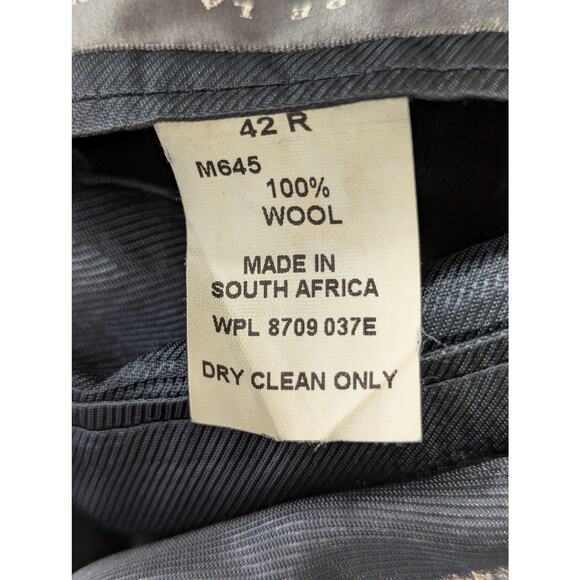 42 R
M645
100%
WOOL
MADE IN
SOUTH AFRICA
WPL 8709 037E
DRY CLEAN ONLY